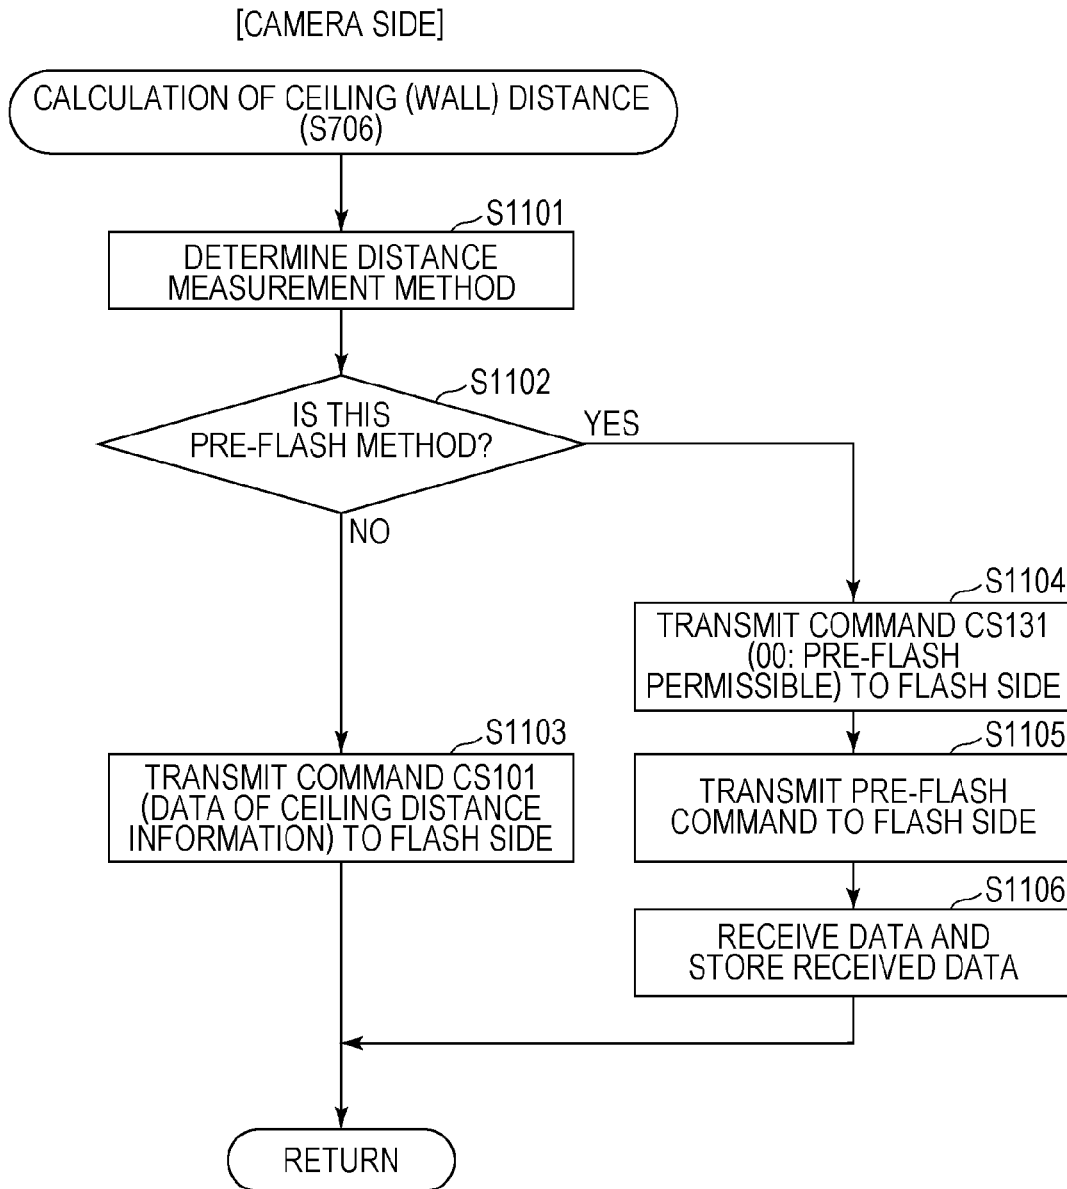 [CAMERA SIDE]
CALCULATION OF CEILING (WALL) DISTANCE
(S706)
S1101
DETERMINE DISTANCE
MEASUREMENT METHOD
S1102
IS THIS
PRE-FLASH METHOD?
YES
NO
S1104
TRANSMIT COMMAND CS131
(00: PRE-FLASH
PERMISSIBLE) TO FLASH SIDE
S1103
TRANSMIT COMMAND CS101
(DATA OF CEILING DISTANCE
INFORMATION) TO FLASH SIDE
S1105
TRANSMIT PRE-FLASH
COMMAND TO FLASH SIDE
S1106
RECEIVE DATA AND
STORE RECEIVED DATA
RETURN